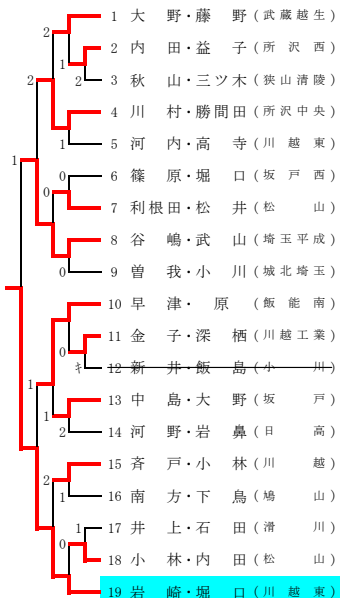 1 大野・藤野 (武蔵越生)
2 内田・益子 (所沢西)
3 秋山・三ツ木 (狭山清陵)
4 川村・勝間田 (所沢中央)
5 河内・高寺 (川越東)
6 篠原・堀口 (坂戸西)
7 利根田・松井 (松山)
8 谷嶋・武山 (埼玉平成)
9 曽我・小川 (城北埼玉)
10 早津・原 (飯能南)
11 金子・深栖 (川越工業)
12 新井・飯島 (小川)
13 中島・大野 (坂戸)
14 河野・岩鼻 (日高)
15 斉戸・小林 (川越)
16 南方・下鳥 (鳩山)
17 井上・石田 (滑川)
18 小林・内田 (松山)
19 岩崎・堀口 (川越東)
2
1
2
2
1
1
0
0
0
0
キ
1
1
2
2
1
1
0